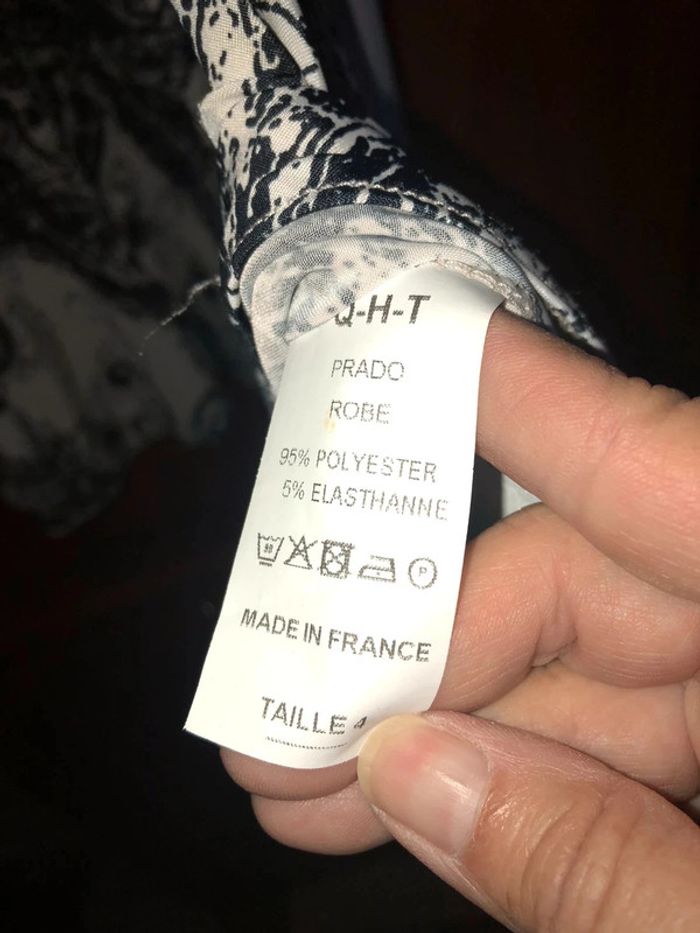 Q-H-T
PRADO
ROBE
95% POLYESTER
5% ELASTHANNE
P
MADE IN FRANCE
TAILLE 4